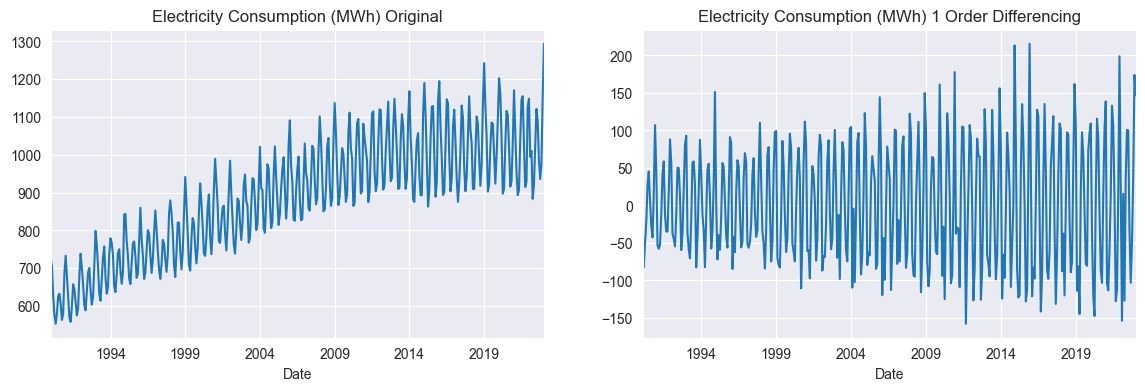 Electricity Consumption (MWh) Original
1300
1200
1100
1000
900
800
700
600
1994 1999 2004 2009 2014 2019
Date
Electricity Consumption (MWh) 1 Order Differencing
200
150
100
50
0
−50
−100
−150
1994 1999 2004 2009 2014 2019
Date